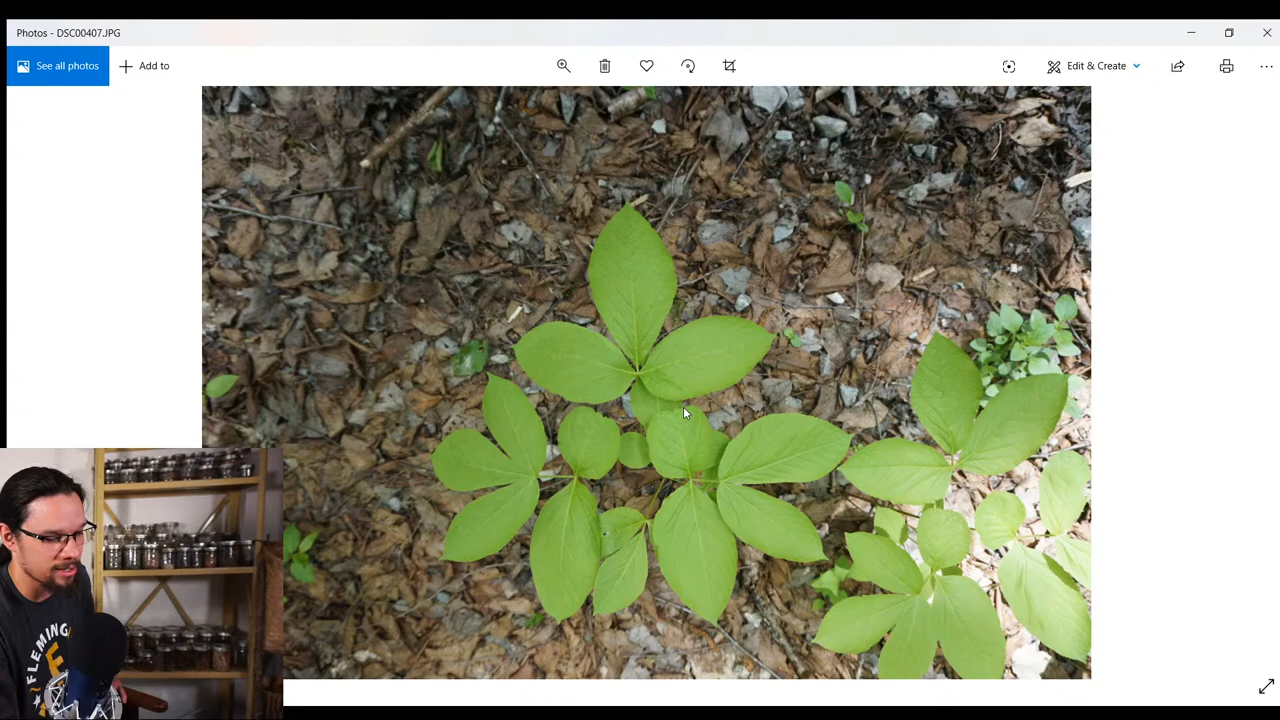 Photos - DSC00407.JPG
See all photos
Add to
Edit & Create
FLEMING